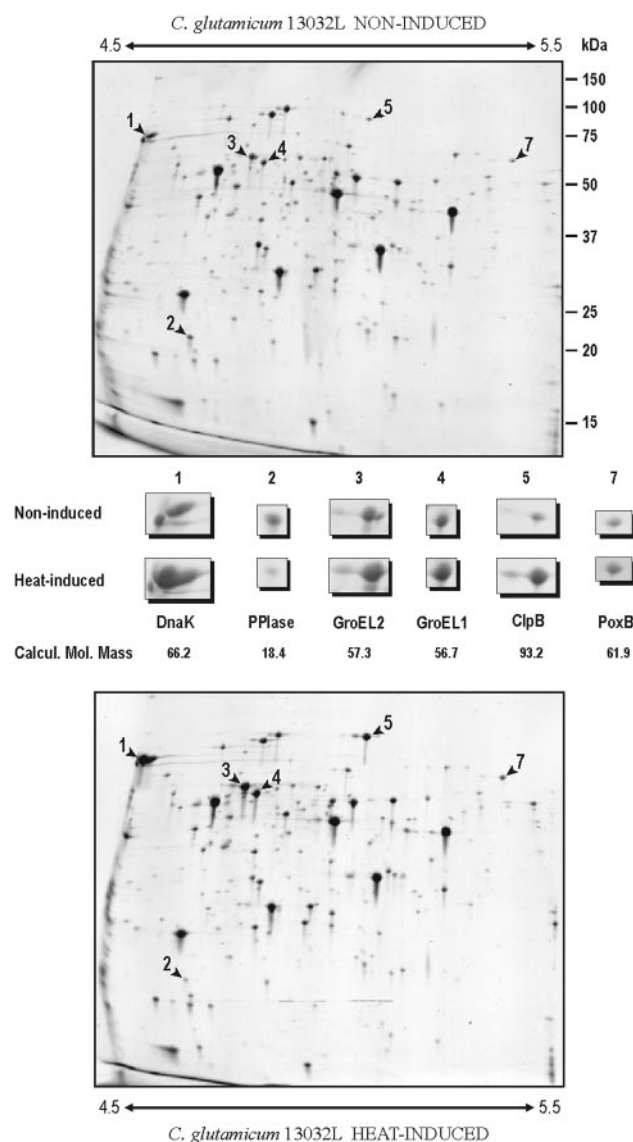 C. glutamicum 13032L NON-INDUCED
4.5 5.5 kDa
150
100
75
50
37
25
20
15
1
2
3
4
5
7
1 2 3 4 5 7
Non-induced
Heat-induced
DnaK PPIase GroEL2 GroEL1 ClpB PoxB
Calcul. Mol. Mass 66.2 18.4 57.3 56.7 93.2 61.9
1
2
3
4
5
7
4.5 5.5
C. glutamicum 13032L HEAT-INDUCED